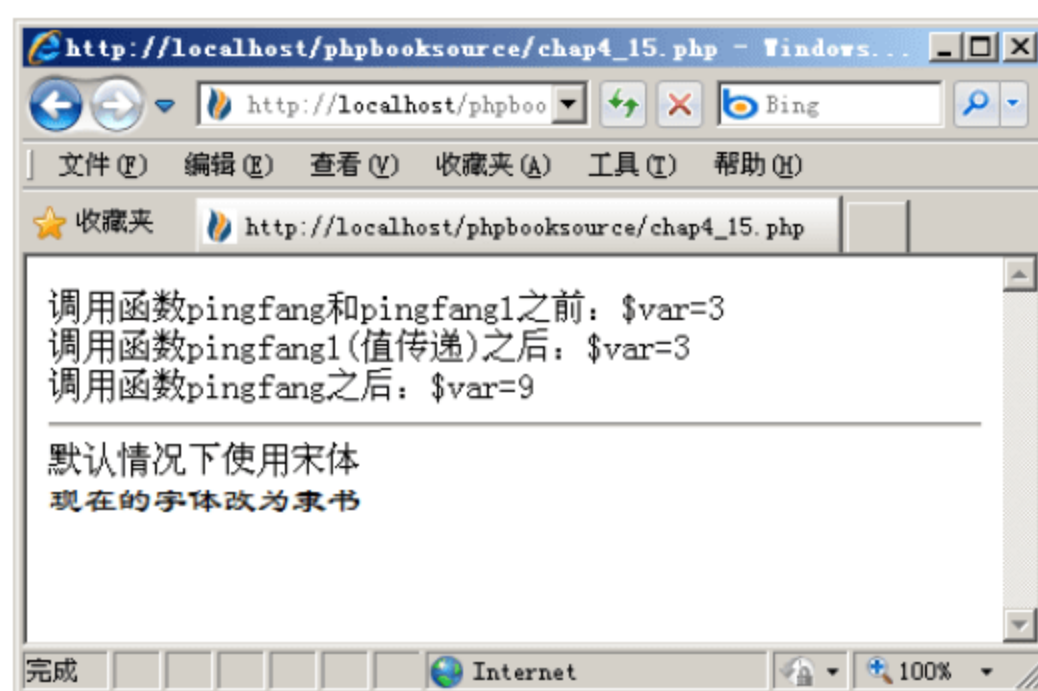 http://localhost/phpbooksource/chap4_15.php - Windows...
http://localhost/phpboo
Bing
文件(F) 编辑(E) 查看(V) 收藏夹(A) 工具(T) 帮助(H)
收藏夹 http://localhost/phpbooksource/chap4_15.php
调用函数pingfang和pingfang1之前：$var=3
调用函数pingfang1(值传递)之后：$var=3
调用函数pingfang之后：$var=9
默认情况下使用宋体
现在的字体改为隶书
完成 Internet 100%